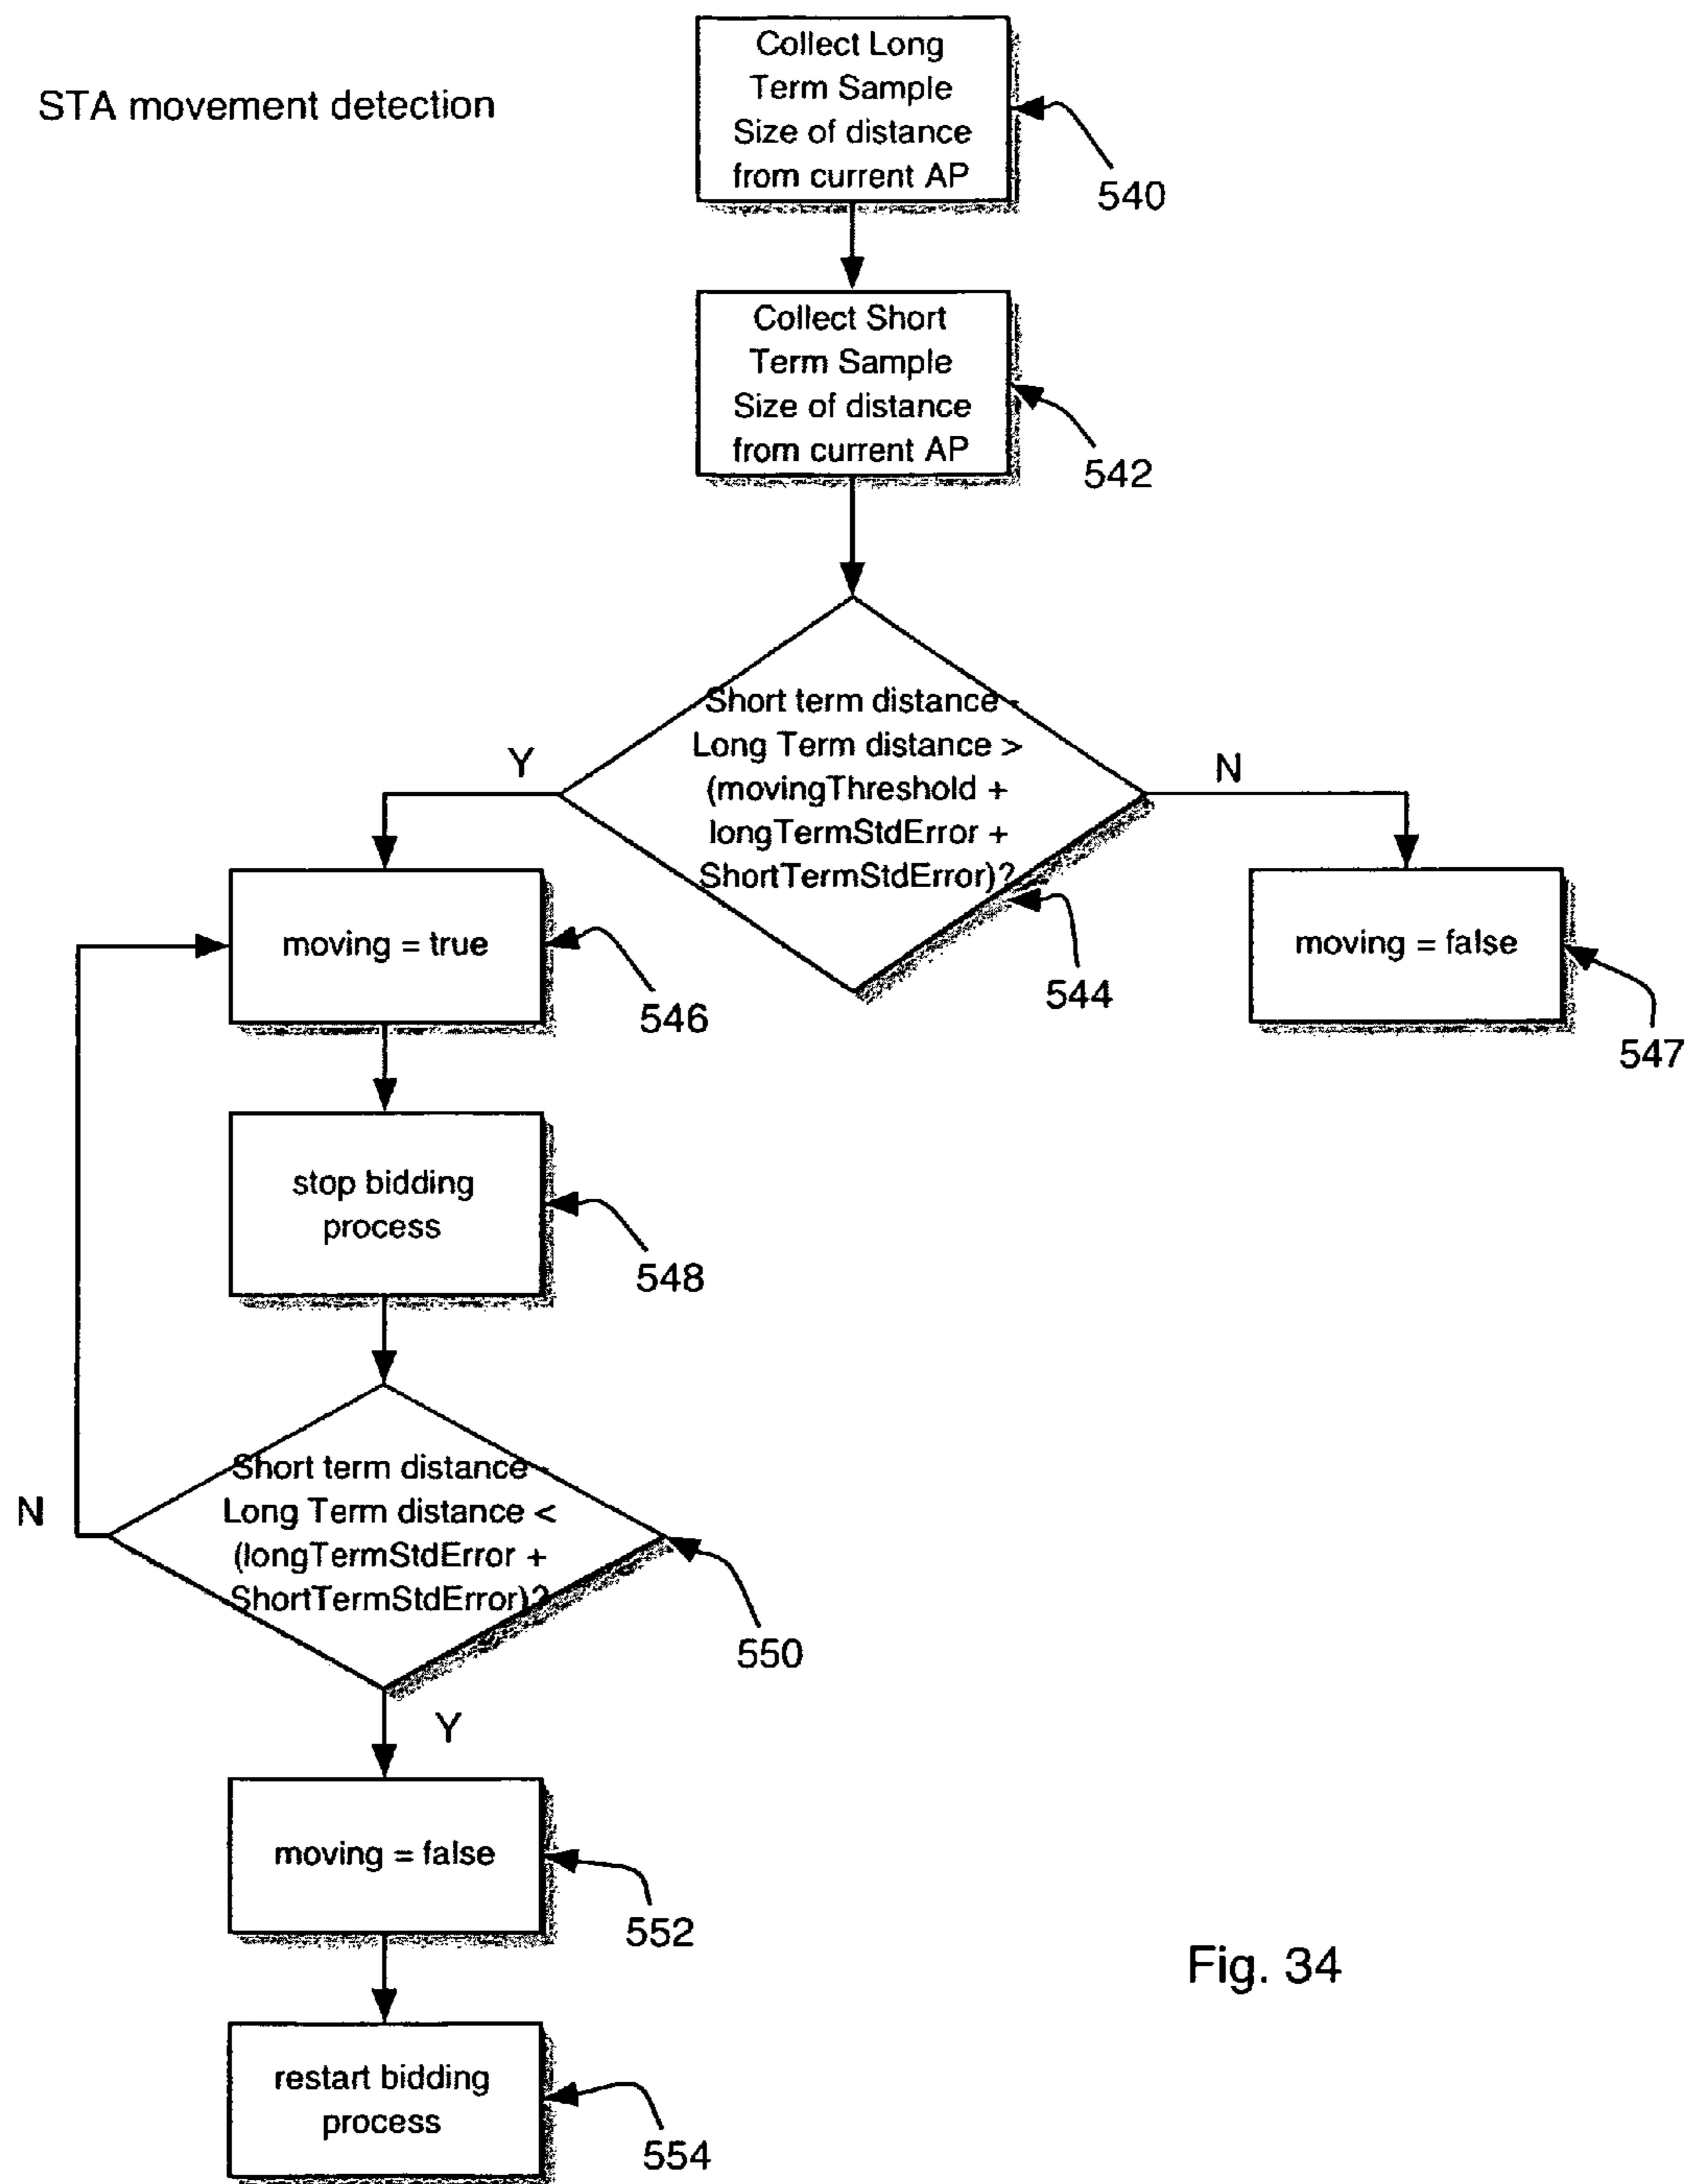 STA movement detection
Collect Long
Term Sample
Size of distance
from current AP
540
Collect Short
Term Sample
Size of distance
from current AP
542
Short term distance -
Long Term distance >
(movingThreshold +
longTermStdError +
ShortTermStdError)?
Y
N
544
moving = true
546
moving = false
547
stop bidding
process
548
Short term distance -
Long Term distance <
(longTermStdError +
ShortTermStdError)?
N
550
Y
moving = false
552
restart bidding
process
554
Fig. 34